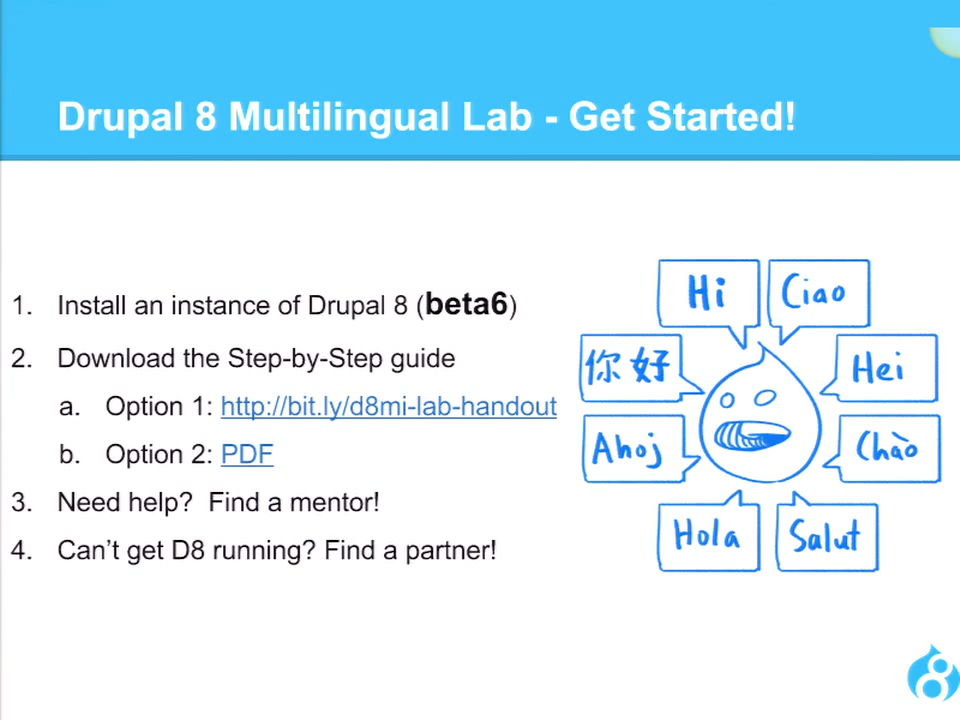 Drupal 8 Multilingual Lab - Get Started!
1. Install an instance of Drupal 8 (beta6)
2. Download the Step-by-Step guide
a. Option 1: http://bit.ly/d8mi-lab-handout
b. Option 2: PDF
3. Need help? Find a mentor!
4. Can't get D8 running? Find a partner!
Hi
Ciao
你好
Hei
Ahoj
Chào
Hola
Salut
8